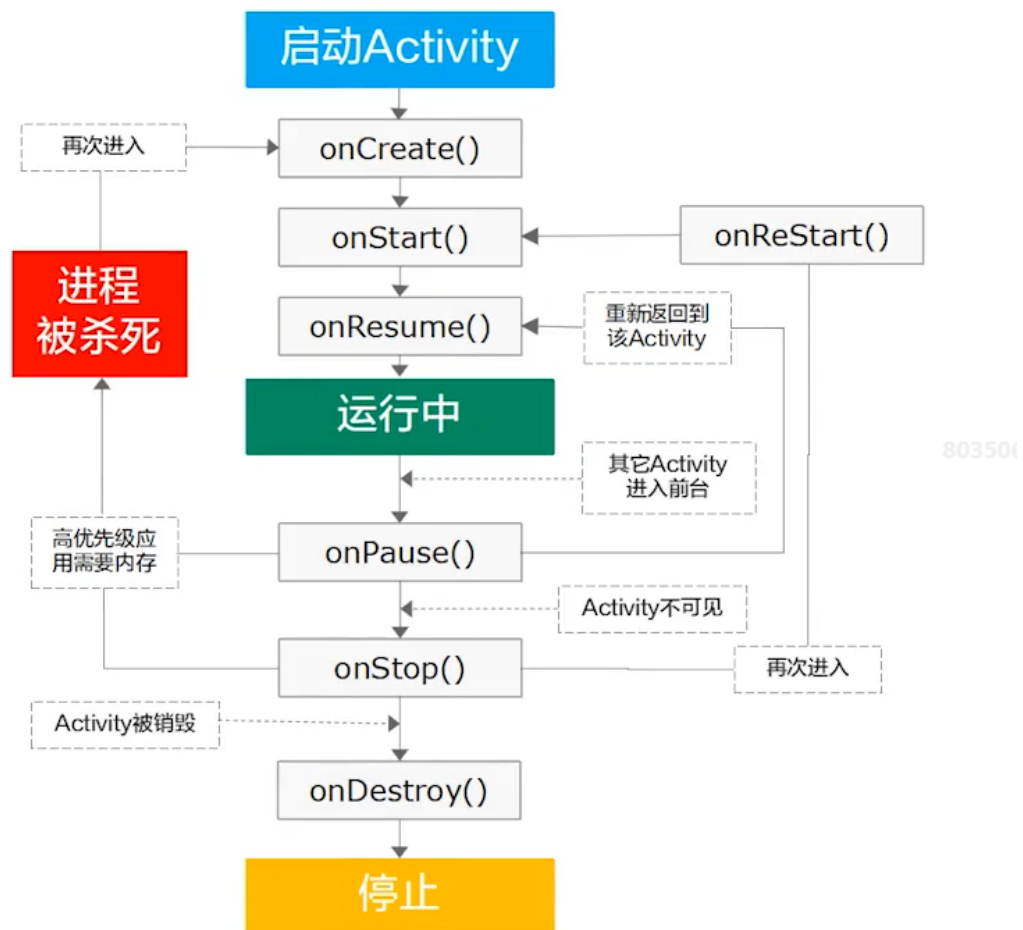 启动Activity
再次进入
onCreate()
onStart()
onReStart()
进程
被杀死
onResume()
重新返回到
该Activity
运行中
其它Activity
进入前台
803506
高优先级应
用需要内存
onPause()
Activity不可见
onStop()
再次进入
Activity被销毁
onDestroy()
停止